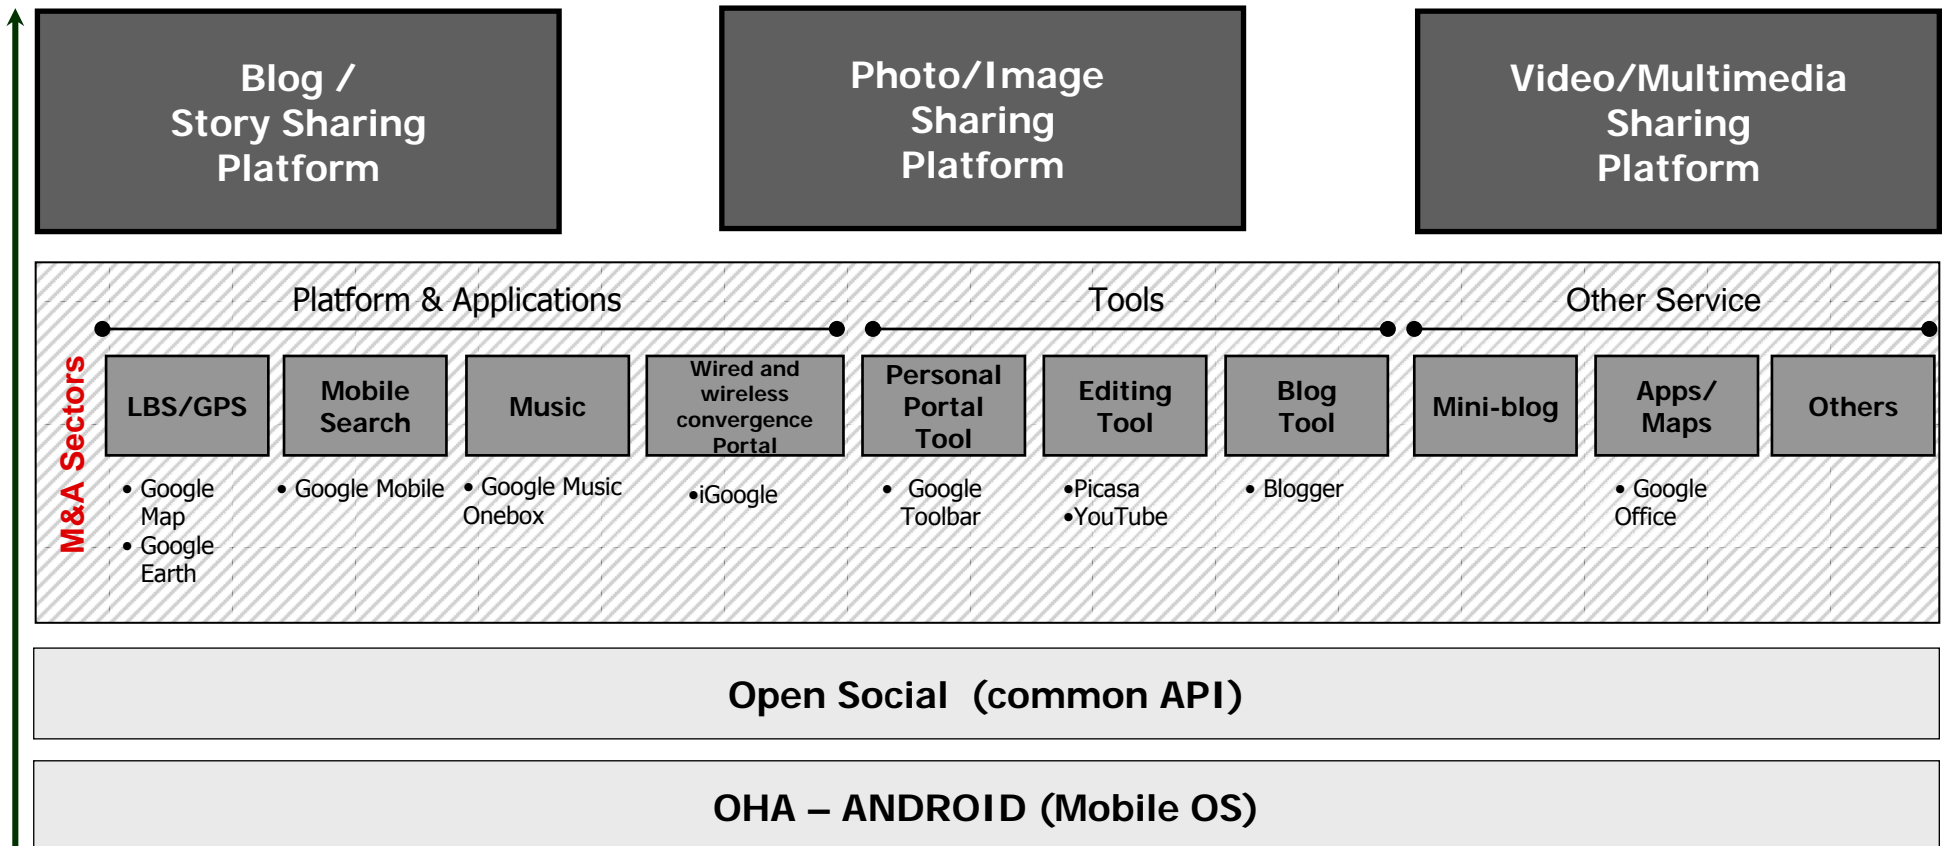 Blog /
Story Sharing
Platform
Photo/Image
Sharing
Platform
Video/Multimedia
Sharing
Platform
Platform & Applications
Tools
Other Service
M&A Sectors
LBS/GPS
Mobile
Search
Music
Wired and
wireless
convergence
Portal
Personal
Portal
Tool
Editing
Tool
Blog
Tool
Mini-blog
Apps/
Maps
Others
• Google
Map
• Google
Earth
• Google Mobile
• Google Music
Onebox
•iGoogle
• Google
Toolbar
•Picasa
•YouTube
• Blogger
• Google
Office
Open Social (common API)
OHA – ANDROID (Mobile OS)